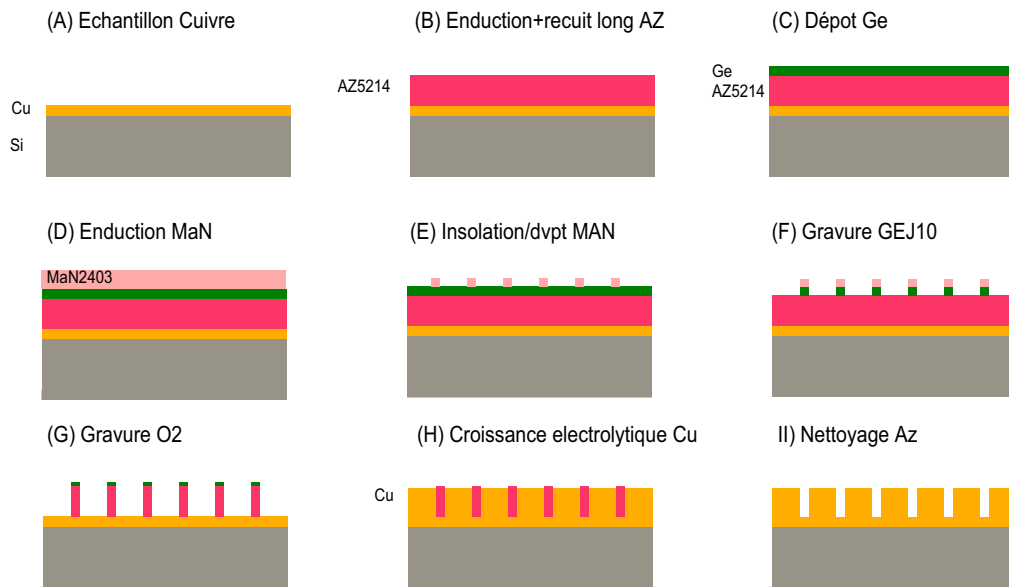 (A) Echantillon Cuivre
(B) Enduction+recuit long AZ
(C) Dépot Ge
Cu
Si
AZ5214
Ge
AZ5214
(D) Enduction MaN
(E) Insolation/dvpt MAN
(F) Gravure GEJ10
MaN2403
(G) Gravure O2
(H) Croissance electrolytique Cu
II) Nettoyage Az
Cu